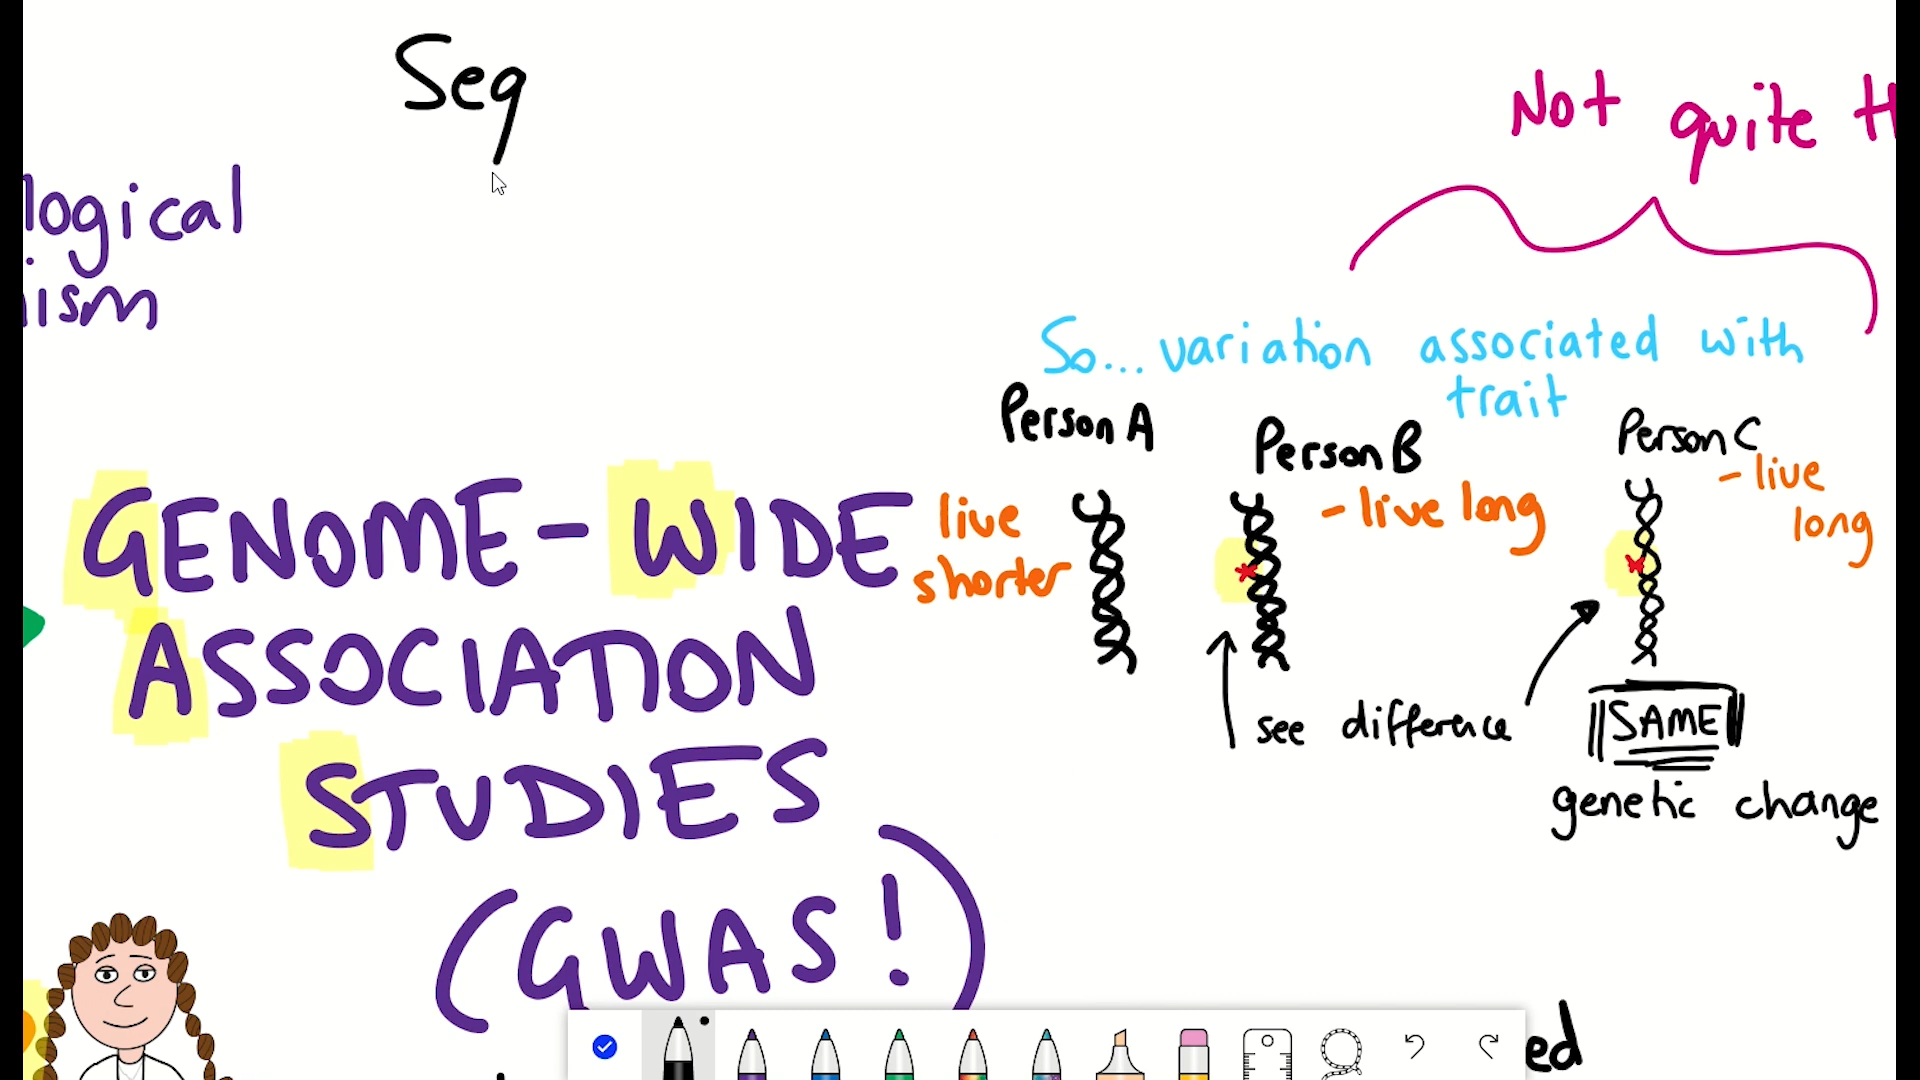 Seq
Not quite
logical
ism
So... variation associated with
trait
Person A
Person B
Person C
- live
long
- live long
live
shorter
GENOME-WIDE
ASSOCIATION
STUDIES
(GWAS!)
see difference
SAME
genetic change
ed